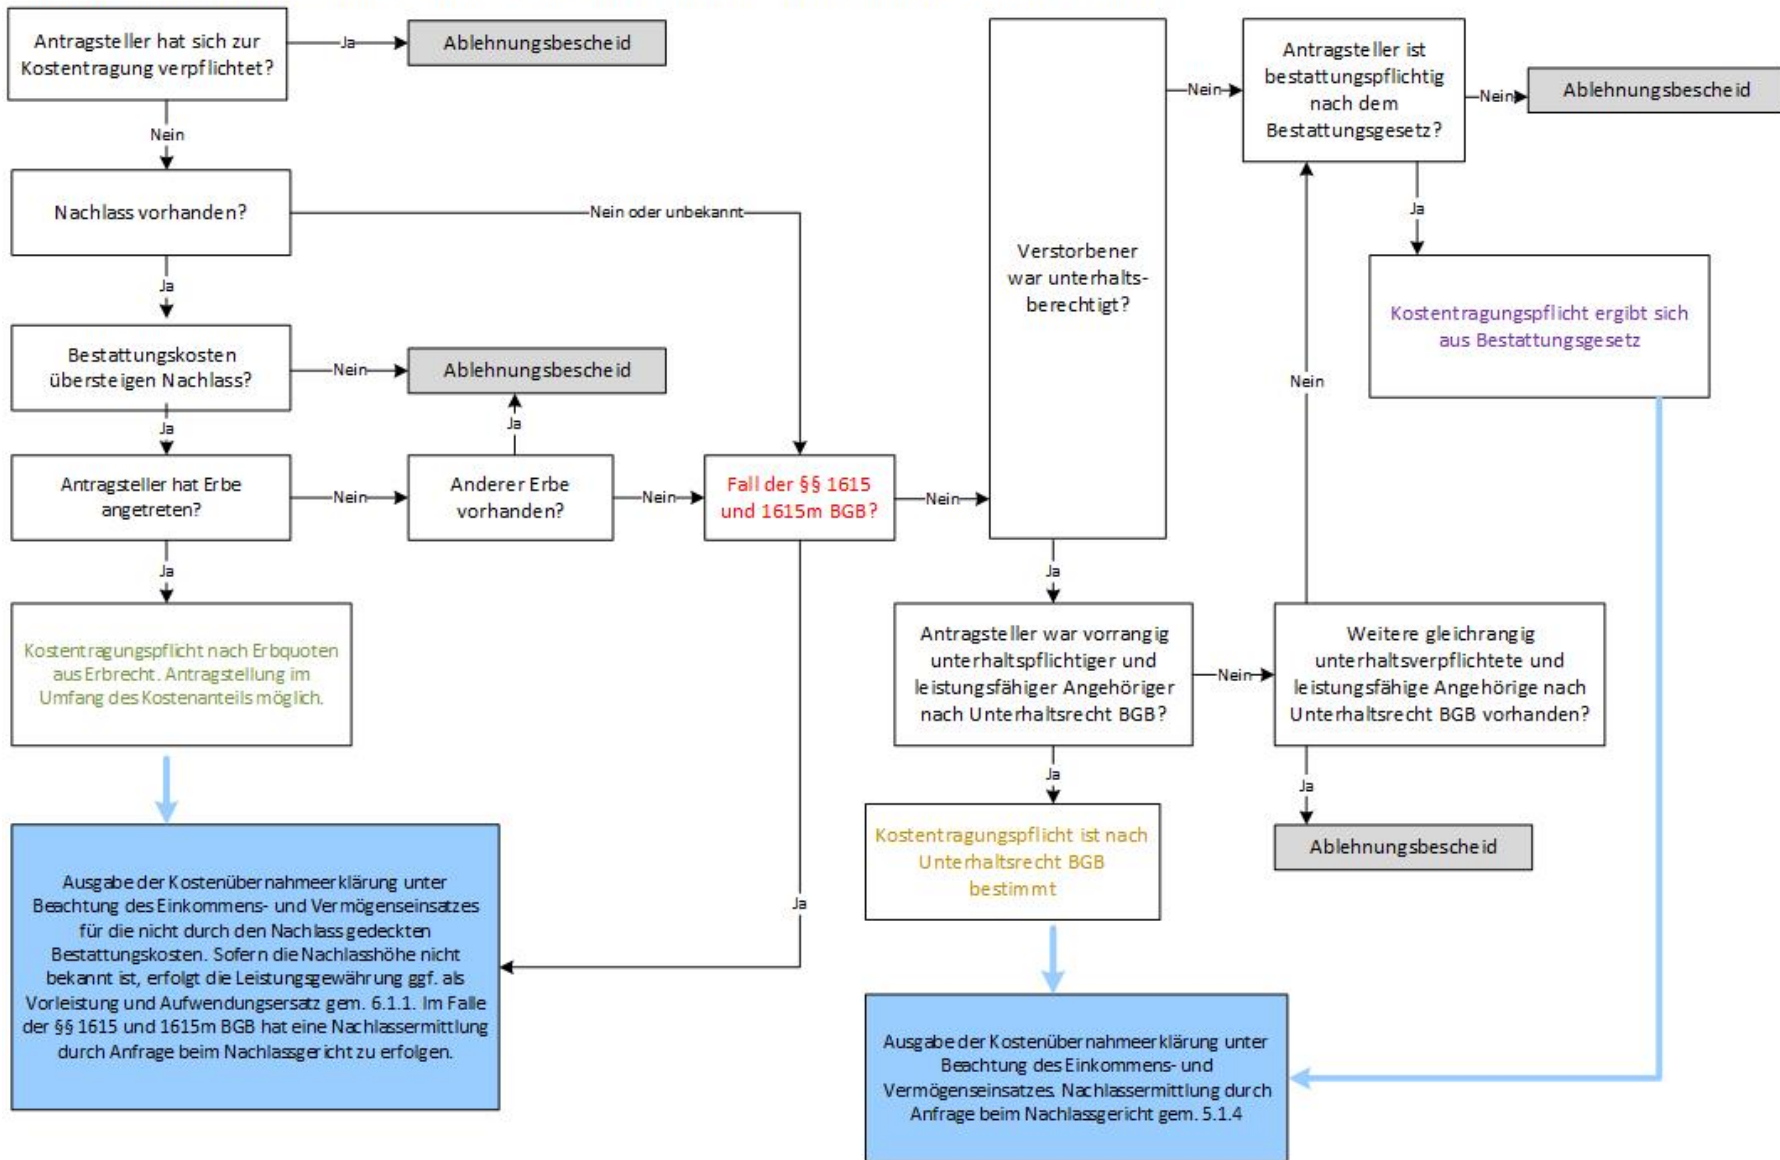 Antragsteller hat sich zur
Kostentragung verpflichtet?
Ja
Ablehnungsbescheid
Nein
Nachlass vorhanden?
Nein oder unbekannt
Ja
Bestattungskosten
übersteigen Nachlass?
Nein
Ablehnungsbescheid
Ja
Ja
Antragsteller hat Erbe
angetreten?
Nein
Anderer Erbe
vorhanden?
Nein
Fall der §§ 1615
und 1615m BGB?
Nein
Ja
Kostentragungspflicht nach Erbquoten
aus Erbrecht. Antragstellung im
Umfang des Kostenanteils möglich.
Ja
Ausgabe der Kostenübernahmeerklärung unter
Beachtung des Einkommens- und Vermögenseinsatzes
für die nicht durch den Nachlass gedeckten
Bestattungskosten. Sofern die Nachlasshöhe nicht
bekannt ist, erfolgt die Leistungsgewährung ggf. als
Vorleistung und Aufwendungsersatz gem. 6.1.1. Im Falle
der §§ 1615 und 1615m BGB hat eine Nachlassermittlung
durch Anfrage beim Nachlassgericht zu erfolgen.
Verstorbener
war unterhalts-
berechtigt?
Nein
Antragsteller ist
bestattungspflichtig
nach dem
Bestattungsgesetz?
Nein
Ablehnungsbescheid
Ja
Kostentragungspflicht ergibt sich
aus Bestattungsgesetz
Nein
Ja
Antragsteller war vorrangig
unterhaltspflichtiger und
leistungsfähiger Angehöriger
nach Unterhaltsrecht BGB?
Nein
Weitere gleichrangig
unterhaltsverpflichtete und
leistungsfähige Angehörige nach
Unterhaltsrecht BGB vorhanden?
Ja
Ja
Kostentragungspflicht ist nach
Unterhaltsrecht BGB
bestimmt
Ablehnungsbescheid
Ausgabe der Kostenübernahmeerklärung unter
Beachtung des Einkommens- und
Vermögenseinsatzes. Nachlassermittlung durch
Anfrage beim Nachlassgericht gem. 5.1.4